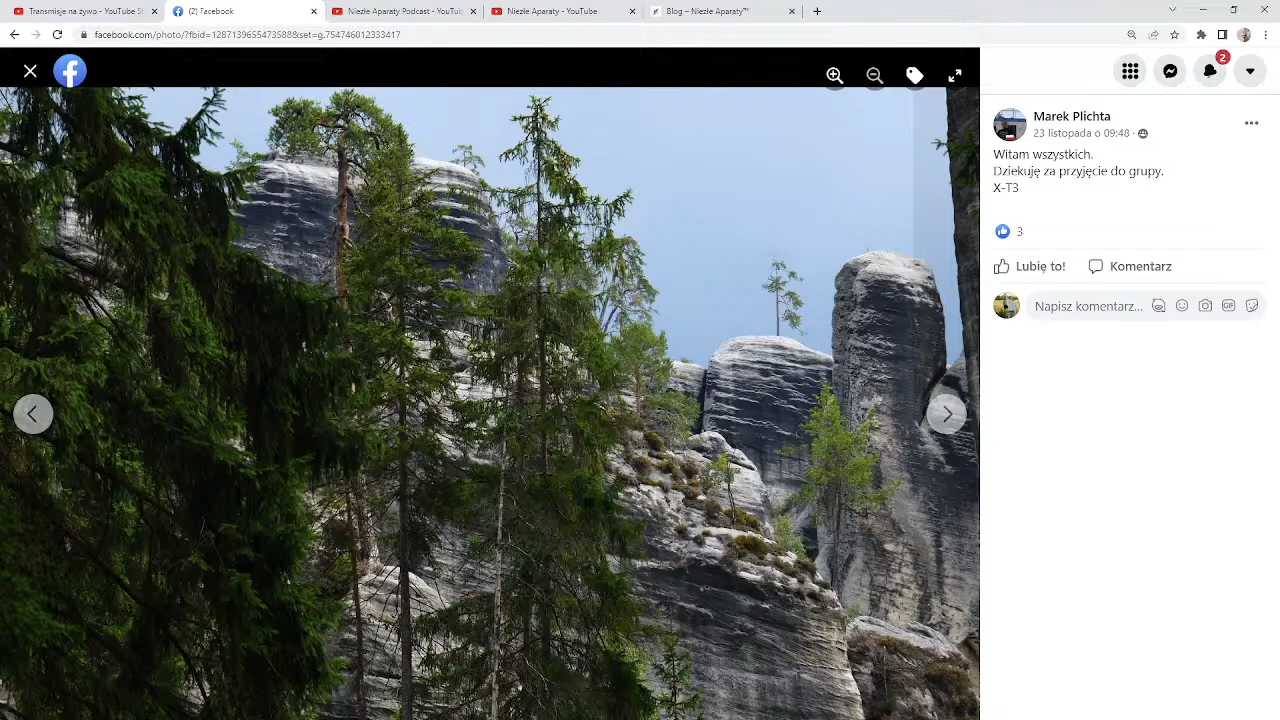 Transmisje na żywo - YouTube St
(2) Facebook
Niezłe Aparaty Podcast - YouTub
Niezłe Aparaty - YouTube
Blog – Niezłe Aparaty™
facebook.com/photo/?fbid=1287139655473588&set=g.754746012333417
2
Marek Plichta
23 listopada o 09:48
Witam wszystkich.
Dziekuję za przyjęcie do grupy.
X-T3
3
Lubię to!
Komentarz
Napisz komentarz...
GIF